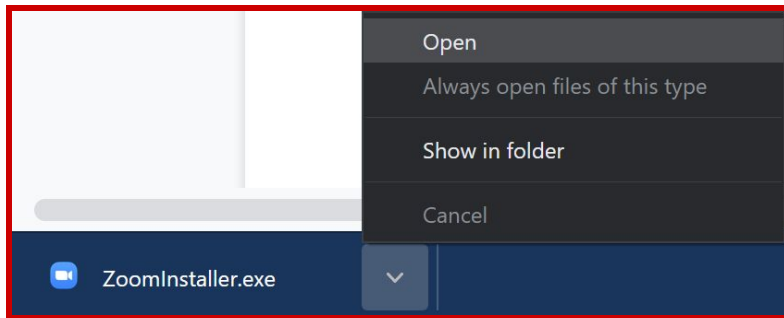 Open
Always open files of this type
Show in folder
Cancel
ZoomInstaller.exe